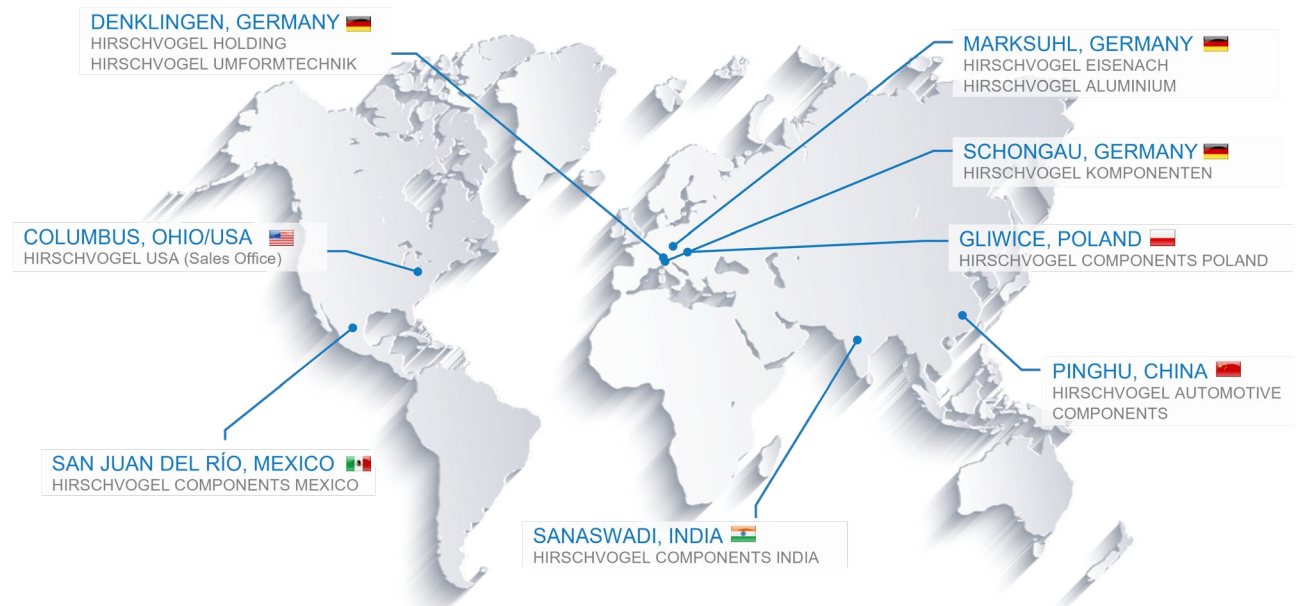 DENKLINGEN, GERMANY
HIRSCHVOGEL HOLDING
HIRSCHVOGEL UMFORMTECHNIK
MARKSUHL, GERMANY
HIRSCHVOGEL EISENACH
HIRSCHVOGEL ALUMINIUM
SCHONGAU, GERMANY
HIRSCHVOGEL KOMPONENTEN
COLUMBUS, OHIO/USA
HIRSCHVOGEL USA (Sales Office)
GLIWICE, POLAND
HIRSCHVOGEL COMPONENTS POLAND
PINGHU, CHINA
HIRSCHVOGEL AUTOMOTIVE
COMPONENTS
SAN JUAN DEL RÍO, MEXICO
HIRSCHVOGEL COMPONENTS MEXICO
SANASWADI, INDIA
HIRSCHVOGEL COMPONENTS INDIA